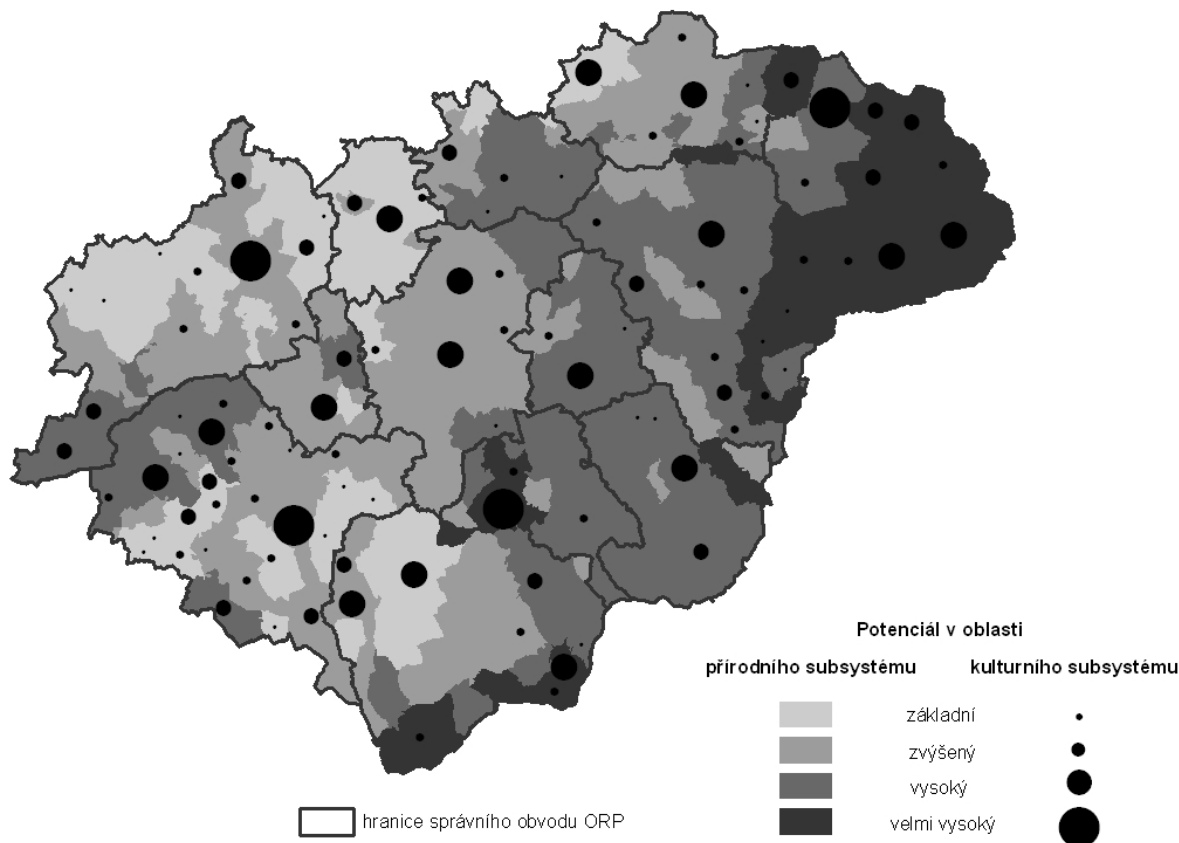 Potenciál v oblasti
přírodního subsystému kulturního subsystému
základní
zvýšený
vysoký
velmi vysoký
hranice správního obvodu ORP